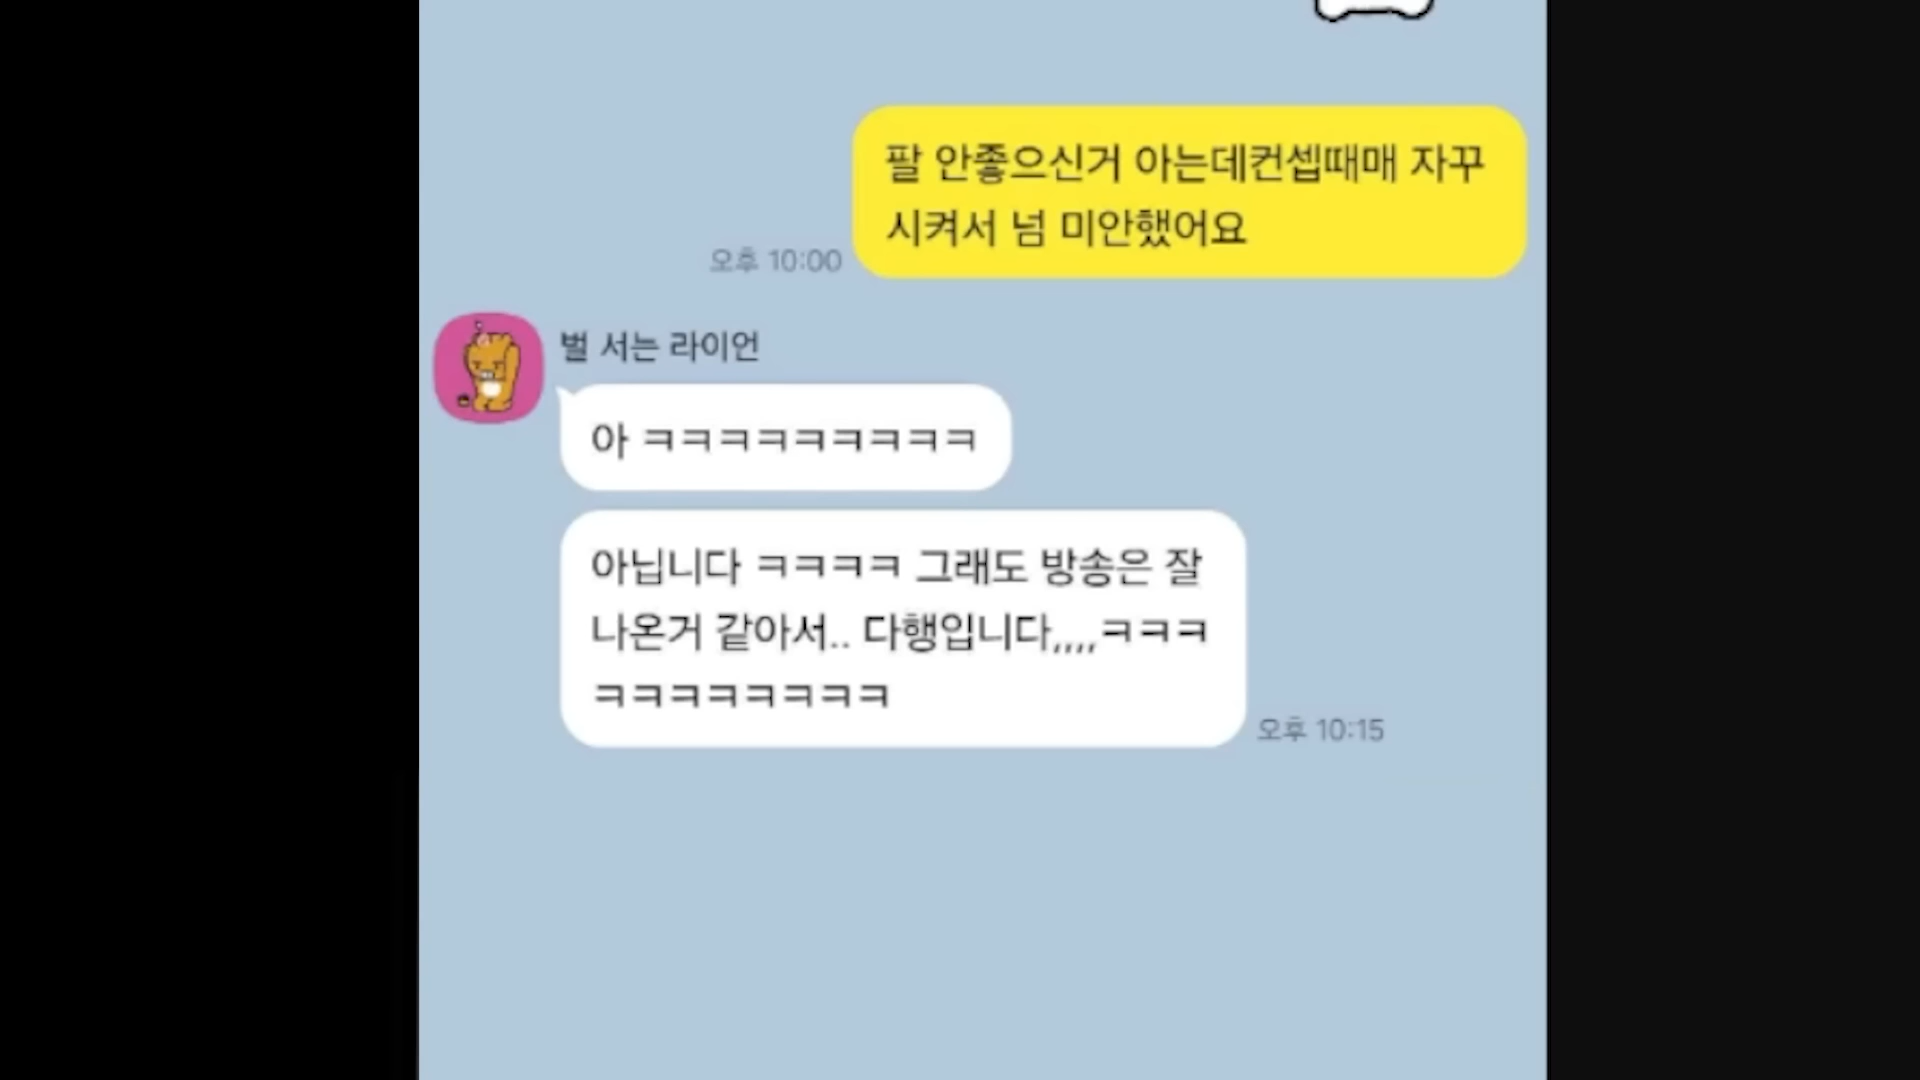 팔 안좋으신거 아는데컨셉때매 자꾸
시켜서 넘 미안했어요
오후 10:00
벌 서는 라이언
아 ㅋㅋㅋㅋㅋㅋㅋㅋㅋ
아닙니다 ㅋㅋㅋㅋ 그래도 방송은 잘
나온거 같아서.. 다행입니다,,,,ㅋㅋㅋ
ㅋㅋㅋㅋㅋㅋㅋㅋ
오후 10:15